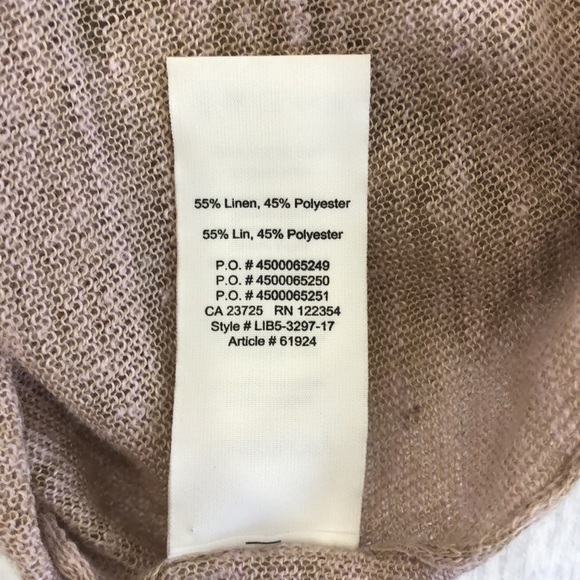 55% Linen, 45% Polyester
55% Lin, 45% Polyester
P.O. # 4500065249
P.O. # 4500065250
P.O. # 4500065251
CA 23725 RN 122354
Style # LIB5-3297-17
Article # 61924